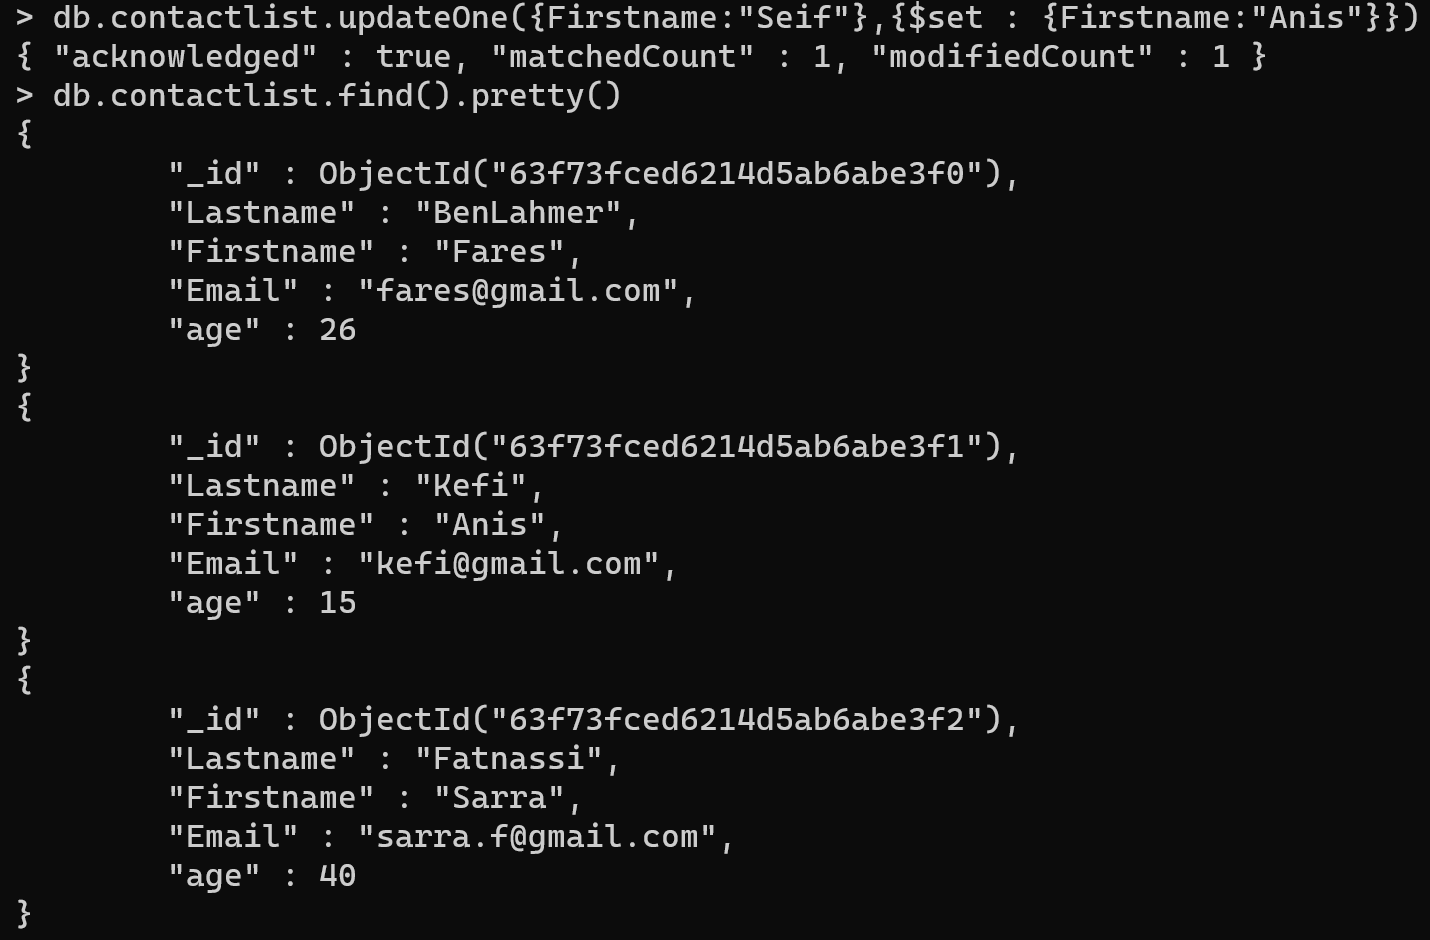 > db.contactlist.updateOne({Firstname:"Seif"},{$set : {Firstname:"Anis"}})
{ "acknowledged" : true, "matchedCount" : 1, "modifiedCount" : 1 }
> db.contactlist.find().pretty()
{
        "_id" : ObjectId("63f73fced6214d5ab6abe3f0"),
        "Lastname" : "BenLahmer",
        "Firstname" : "Fares",
        "Email" : "fares@gmail.com",
        "age" : 26
}
{
        "_id" : ObjectId("63f73fced6214d5ab6abe3f1"),
        "Lastname" : "Kefi",
        "Firstname" : "Anis",
        "Email" : "kefi@gmail.com",
        "age" : 15
}
{
        "_id" : ObjectId("63f73fced6214d5ab6abe3f2"),
        "Lastname" : "Fatnassi",
        "Firstname" : "Sarra",
        "Email" : "sarra.f@gmail.com",
        "age" : 40
}